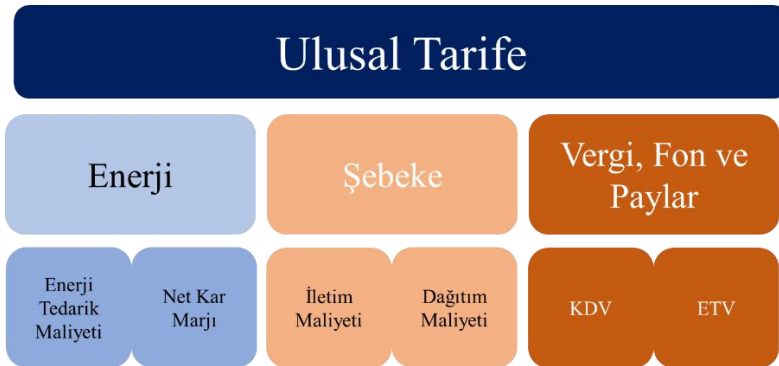 Ulusal Tarife
Enerji
Şebeke
Vergi, Fon ve
Paylar
Enerji
Tedarik
Maliyeti
Net Kar
Marjı
İletim
Maliyeti
Dağıtım
Maliyeti
KDV
ETV